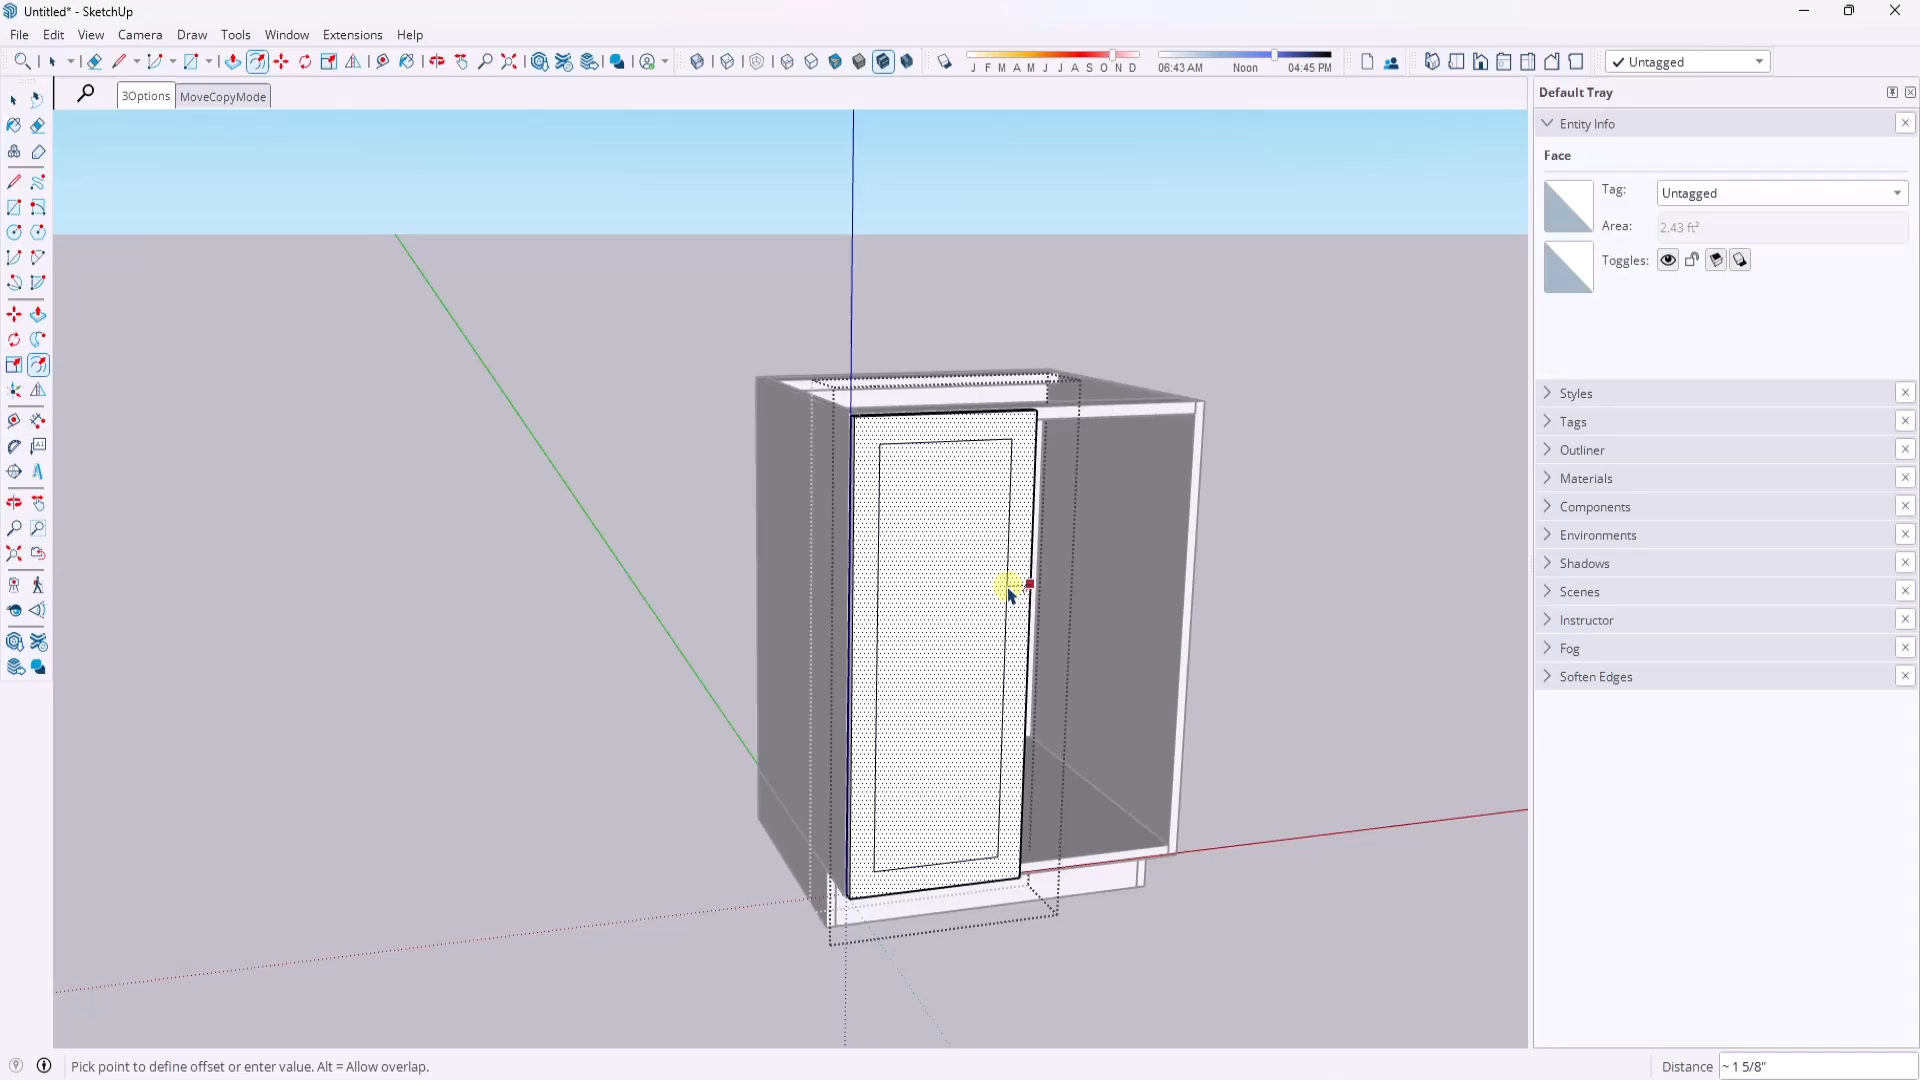 Untitled* - SketchUp
File Edit View Camera Draw Tools Window Extensions Help
J F M A M J J A S O N D
06:43 AM Noon 04:45 PM
✓ Untagged
3Options MoveCopyMode
Default Tray
Entity Info
Face
Tag: Untagged
Area: 2.43 ft²
Toggles:
Styles
Tags
Outliner
Materials
Components
Environments
Shadows
Scenes
Instructor
Fog
Soften Edges
Pick point to define offset or enter value. Alt = Allow overlap.
Distance ~ 1 5/8"